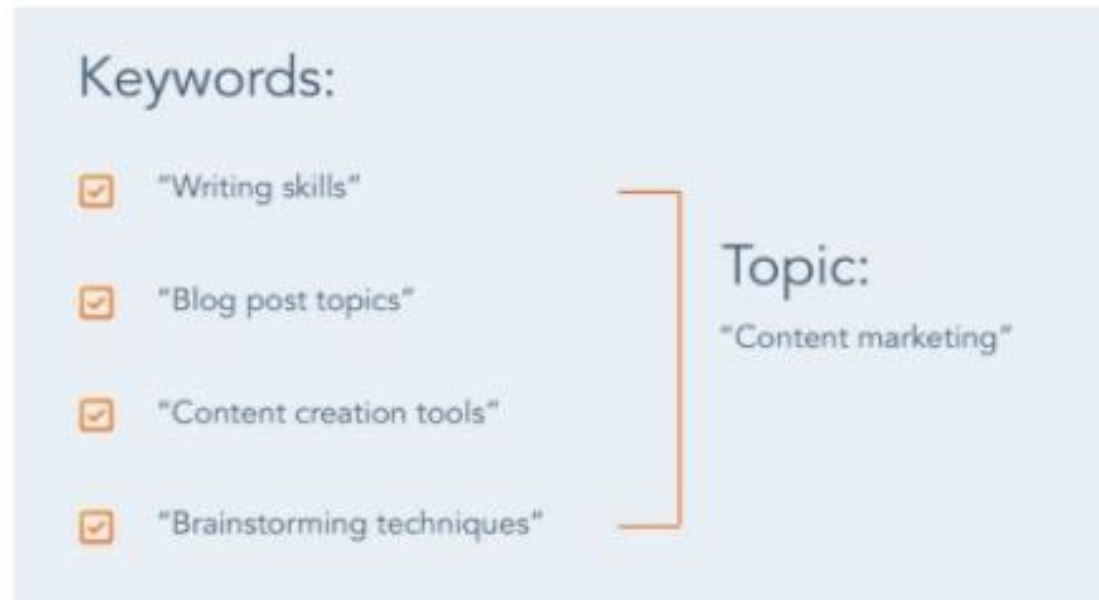 Keywords:
"Writing skills"
"Blog post topics"
"Content creation tools"
"Brainstorming techniques"
Topic:
"Content marketing"